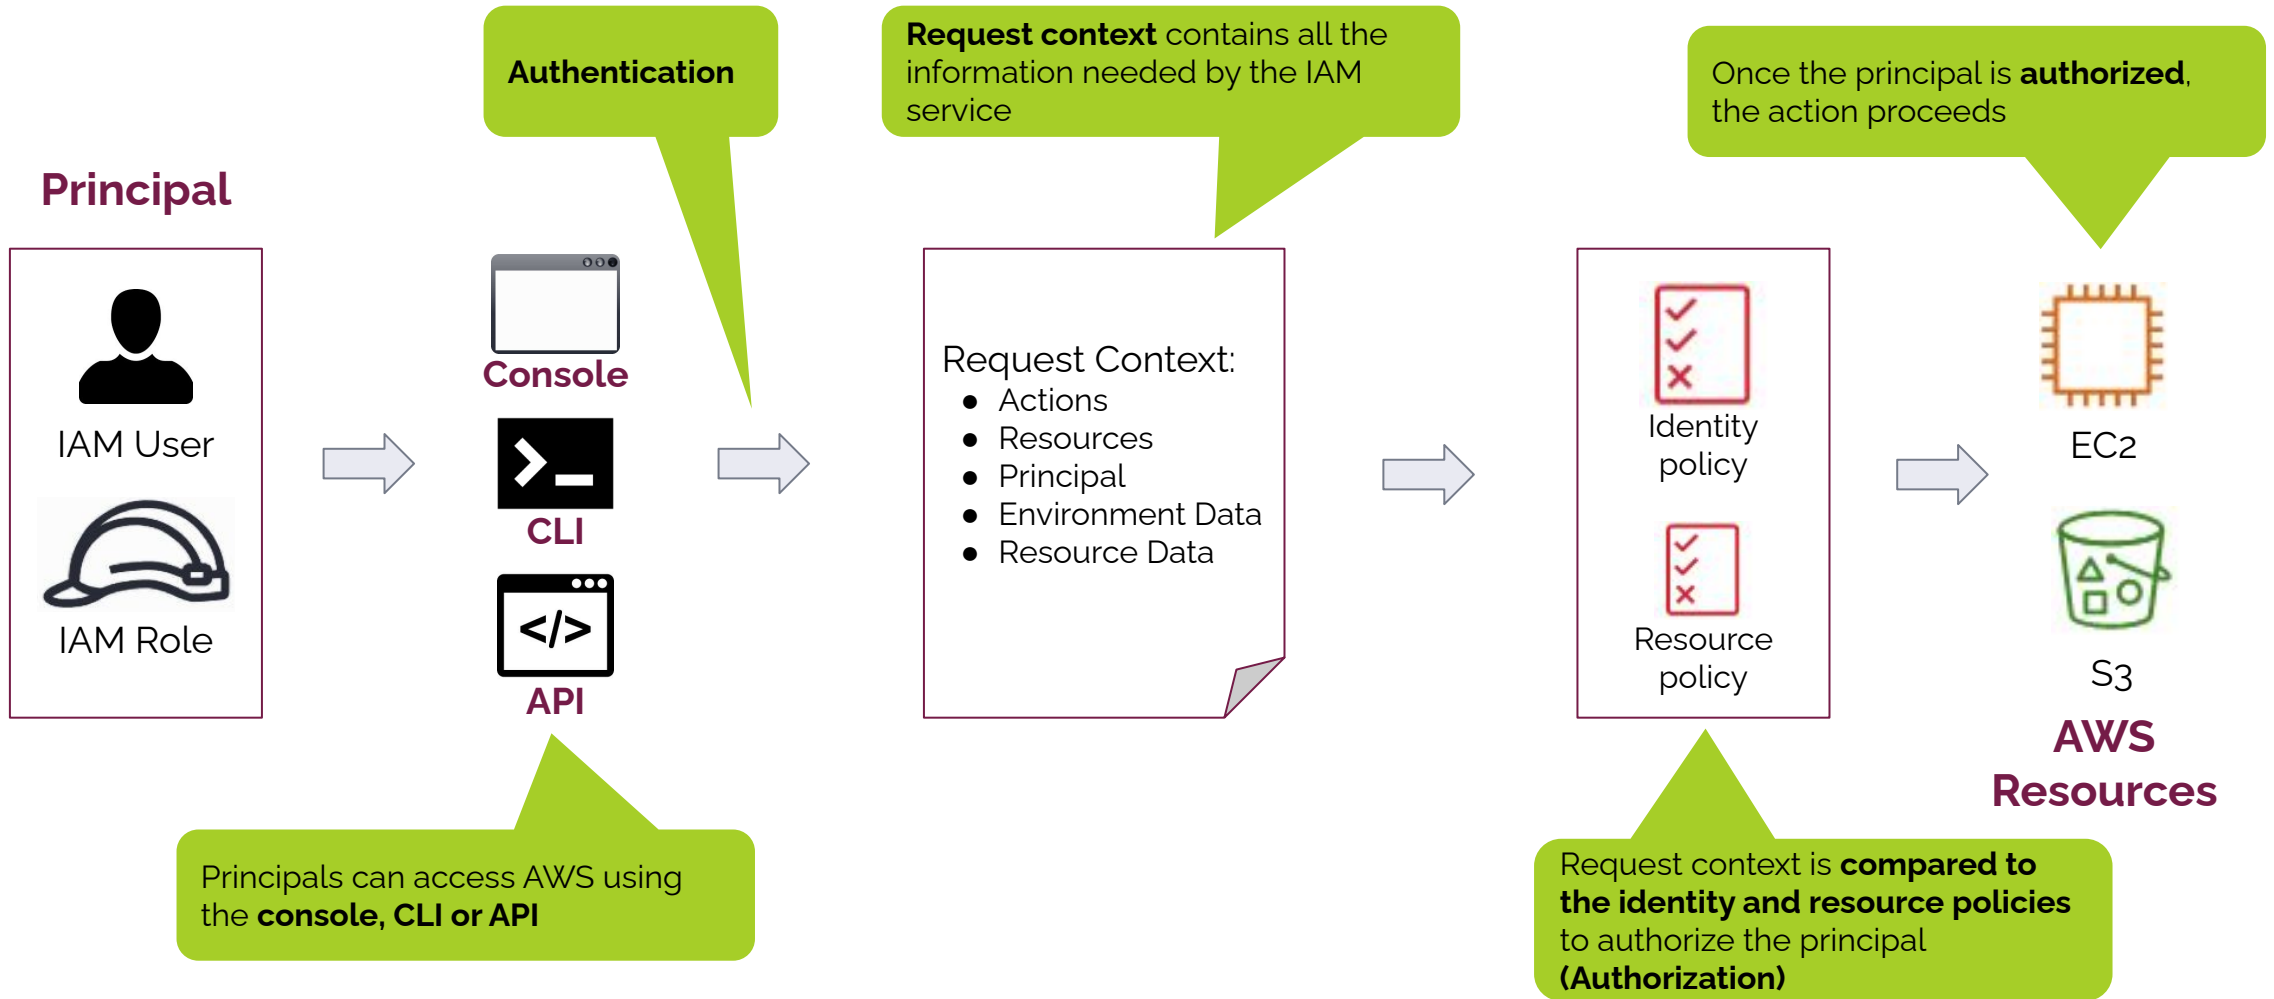 Authentication
Request context contains all the
information needed by the IAM
service
Once the principal is authorized,
the action proceeds
Principal
IAM User
IAM Role
Console
CLI
</>
API
Request Context:
● Actions
● Resources
● Principal
● Environment Data
● Resource Data
Identity
policy
Resource
policy
EC2
S3
AWS
Resources
Principals can access AWS using
the console, CLI or API
Request context is compared to
the identity and resource policies
to authorize the principal
(Authorization)